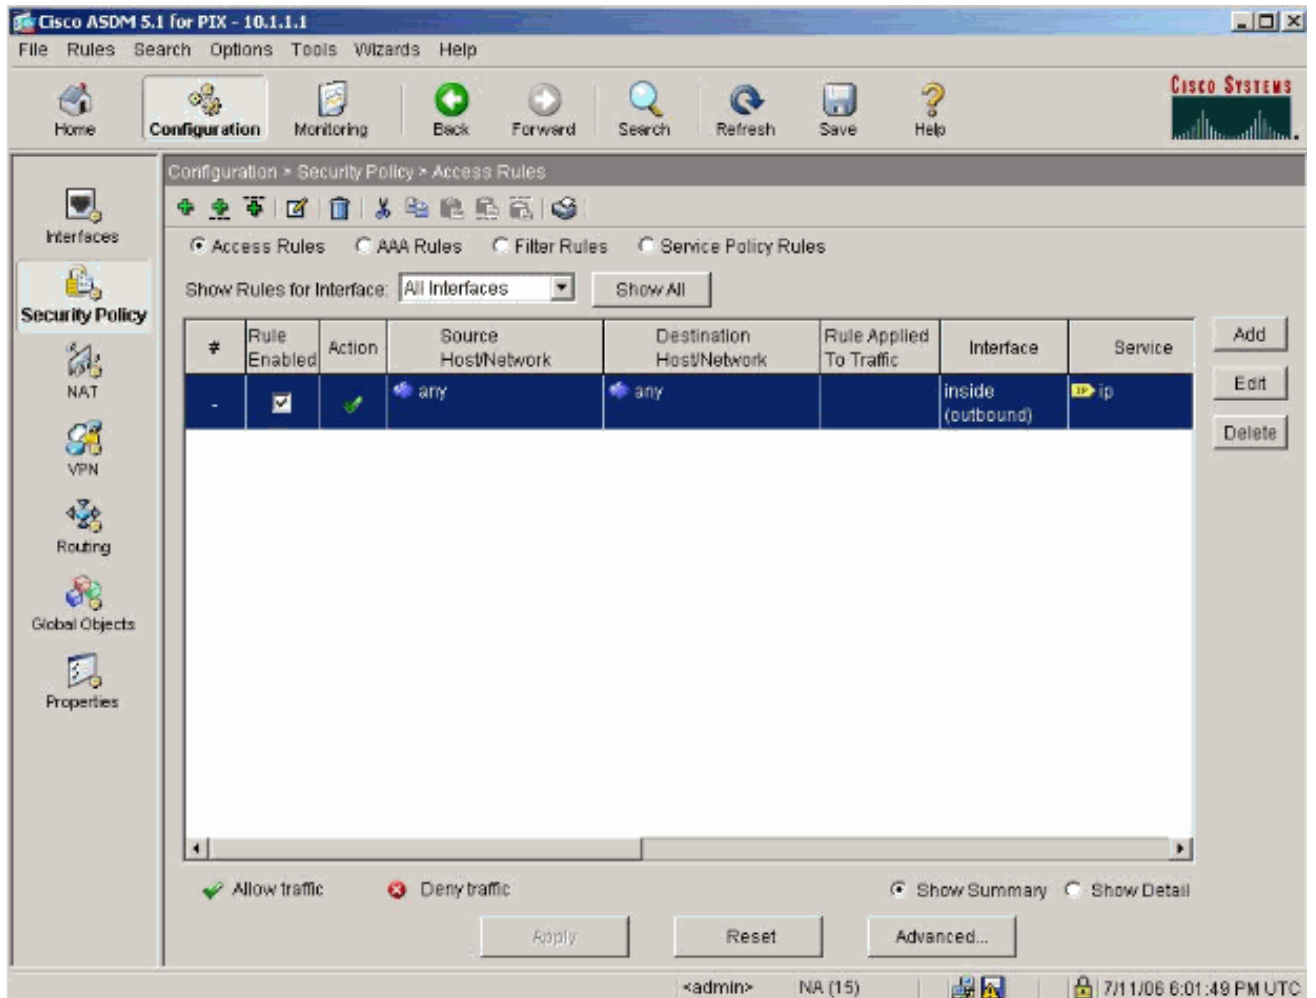 Cisco ASDM 5.1 for PIX - 10.1.1.1
File Rules Search Options Tools Wizards Help
Home Configuration Monitoring Back Forward Search Refresh Save Help
CISCO SYSTEMS
Configuration > Security Policy > Access Rules
Interfaces
Security Policy
NAT
VPN
Routing
Global Objects
Properties
Access Rules AAA Rules Filter Rules Service Policy Rules
Show Rules for Interface: All Interfaces Show All
# Rule Enabled Action Source Host/Network Destination Host/Network Rule Applied To Traffic Interface Service
- any any inside (outbound) IP ip
Add
Edit
Delete
Allow traffic Deny traffic Show Summary Show Detail
Apply Reset Advanced...
<admin> NA (15) 7/11/06 6:01:49 PM UTC